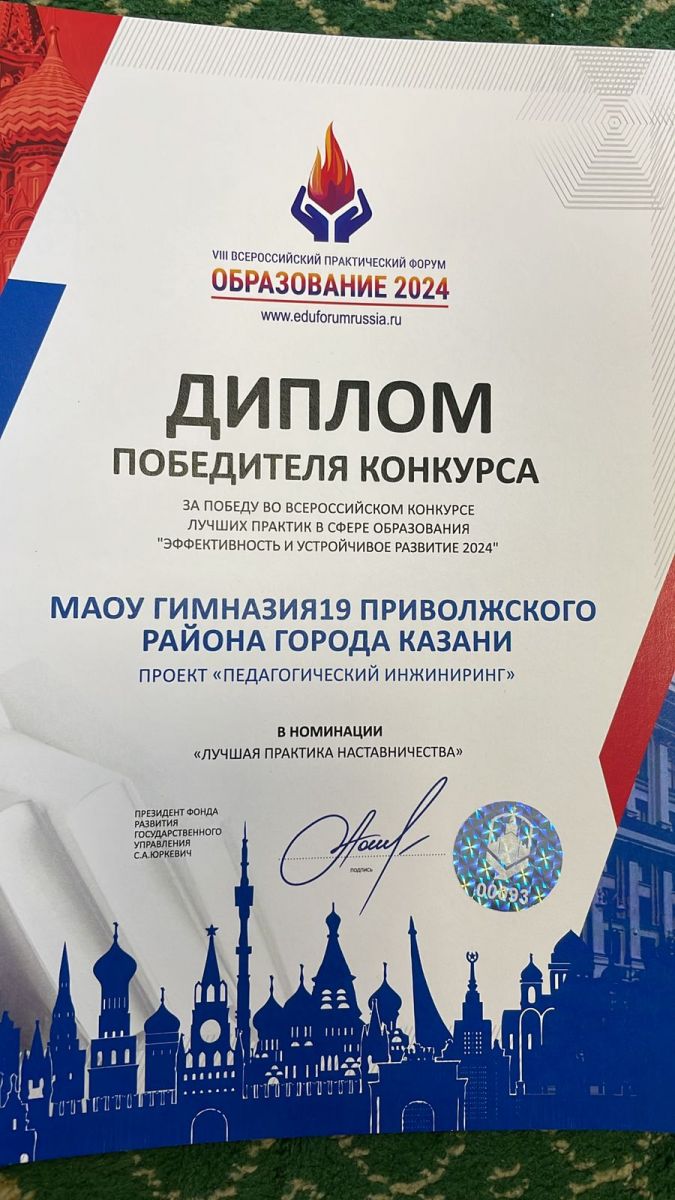 VIII ВСЕРОССИЙСКИЙ ПРАКТИЧЕСКИЙ ФОРУМ
ОБРАЗОВАНИЕ 2024
www.eduforumrussia.ru
ДИПЛОМ
ПОБЕДИТЕЛЯ КОНКУРСА
ЗА ПОБЕДУ ВО ВСЕРОССИЙСКОМ КОНКУРСЕ
ЛУЧШИХ ПРАКТИК В СФЕРЕ ОБРАЗОВАНИЯ
"ЭФФЕКТИВНОСТЬ И УСТОЙЧИВОЕ РАЗВИТИЕ 2024"
МАОУ ГИМНАЗИЯ19 ПРИВОЛЖСКОГО
РАЙОНА ГОРОДА КАЗАНИ
ПРОЕКТ «ПЕДАГОГИЧЕСКИЙ ИНЖИНИРИНГ»
В НОМИНАЦИИ
«ЛУЧШАЯ ПРАКТИКА НАСТАВНИЧЕСТВА»
ПРЕЗИДЕНТ ФОНДА
РАЗВИТИЯ
ГОСУДАРСТВЕННОГО
УПРАВЛЕНИЯ
С.А.ЮРКЕВИЧ
подпись